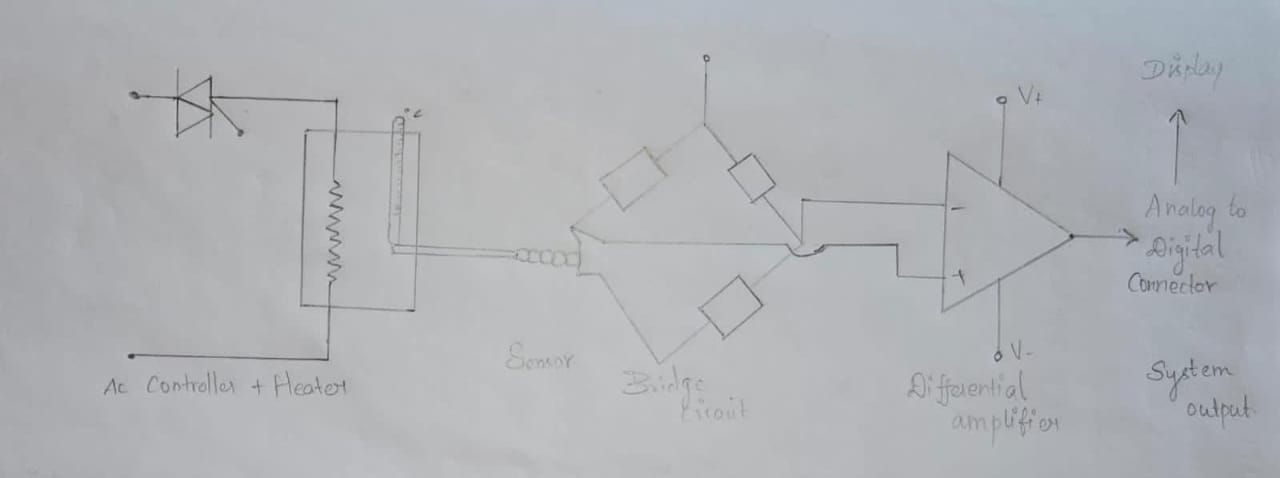 Display
°c
V+
Analog to
Digital
Connector
-
+
V-
Ac Controller + Heater
Sensor
Bridge
circuit
Differential
amplifier
System
output